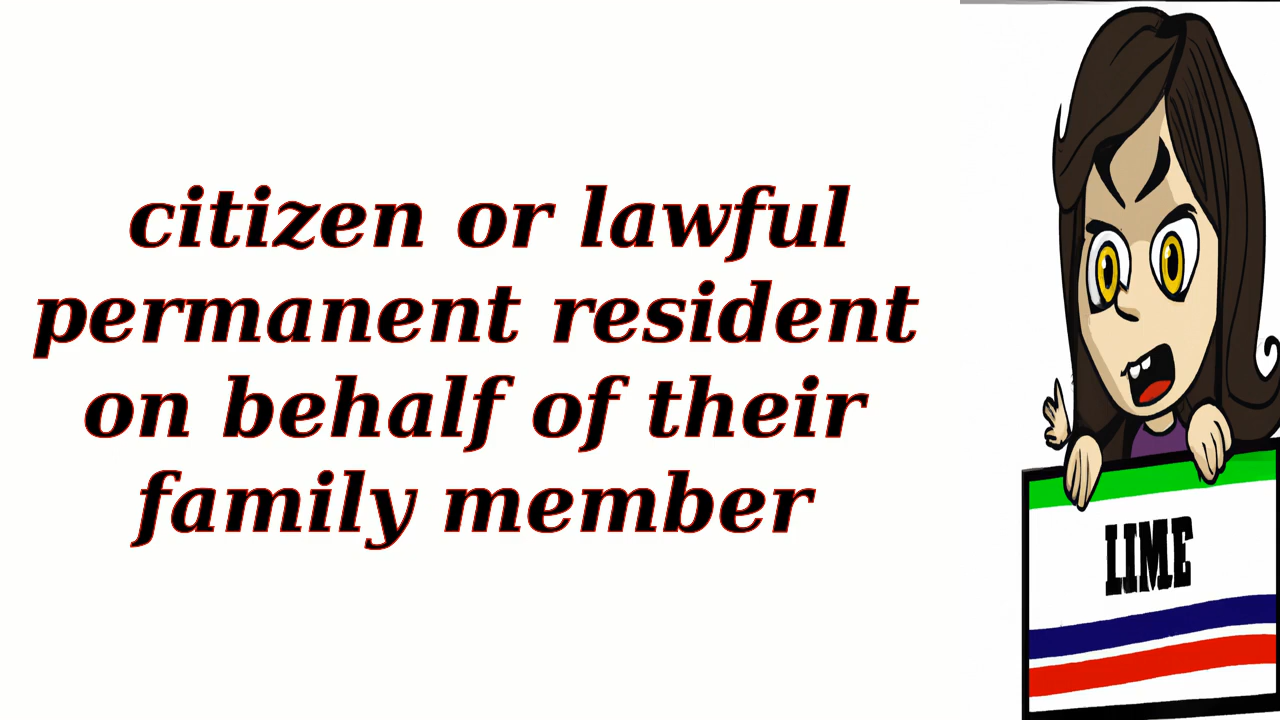 citizen or lawful
permanent resident
on behalf of their
family member
LIME